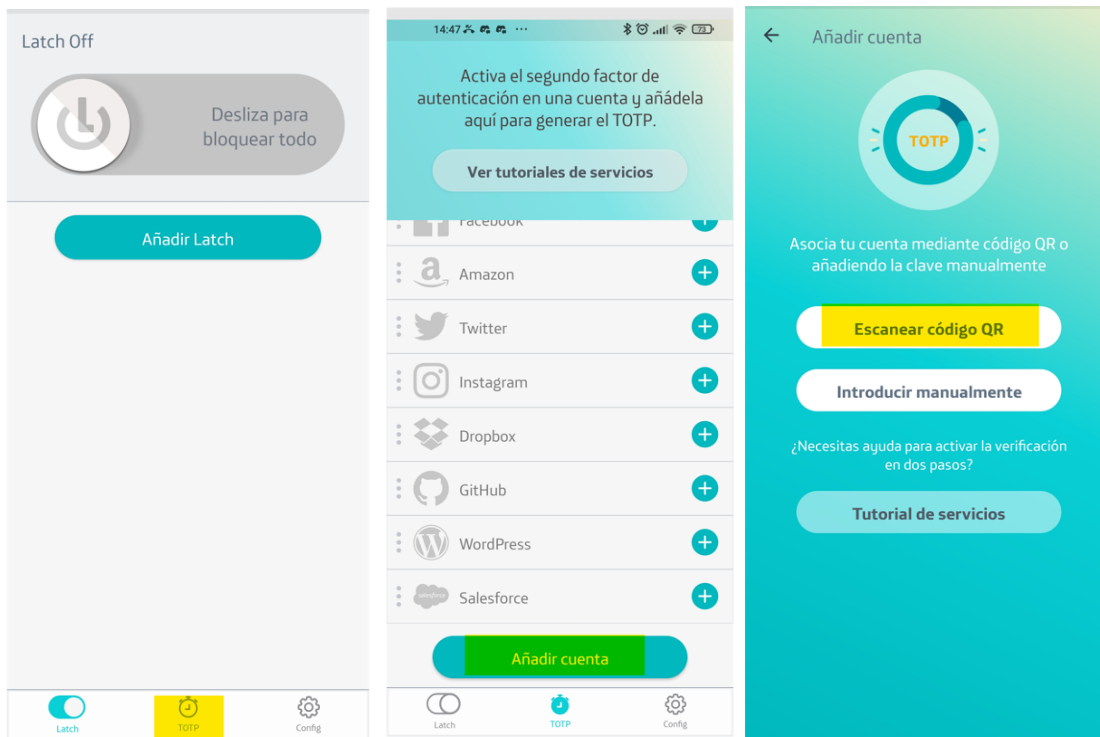 Latch Off
Desliza para
bloquear todo
Añadir Latch
Latch
TOTP
Config
14:47
73
Activa el segundo factor de
autenticación en una cuenta y añádela
aquí para generar el TOTP.
Ver tutoriales de servicios
Facebook
Amazon
Twitter
Instagram
Dropbox
GitHub
WordPress
salesforce
Salesforce
Añadir cuenta
Latch
TOTP
Config
Añadir cuenta
TOTP
Asocia tu cuenta mediante código QR o
añadiendo la clave manualmente
Escanear código QR
Introducir manualmente
¿Necesitas ayuda para activar la verificación
en dos pasos?
Tutorial de servicios